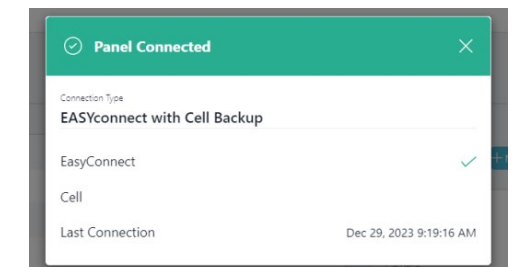 Panel Connected
Connection Type
EASYconnect with Cell Backup
EasyConnect
Cell
Last Connection Dec 29, 2023 9:19:16 AM